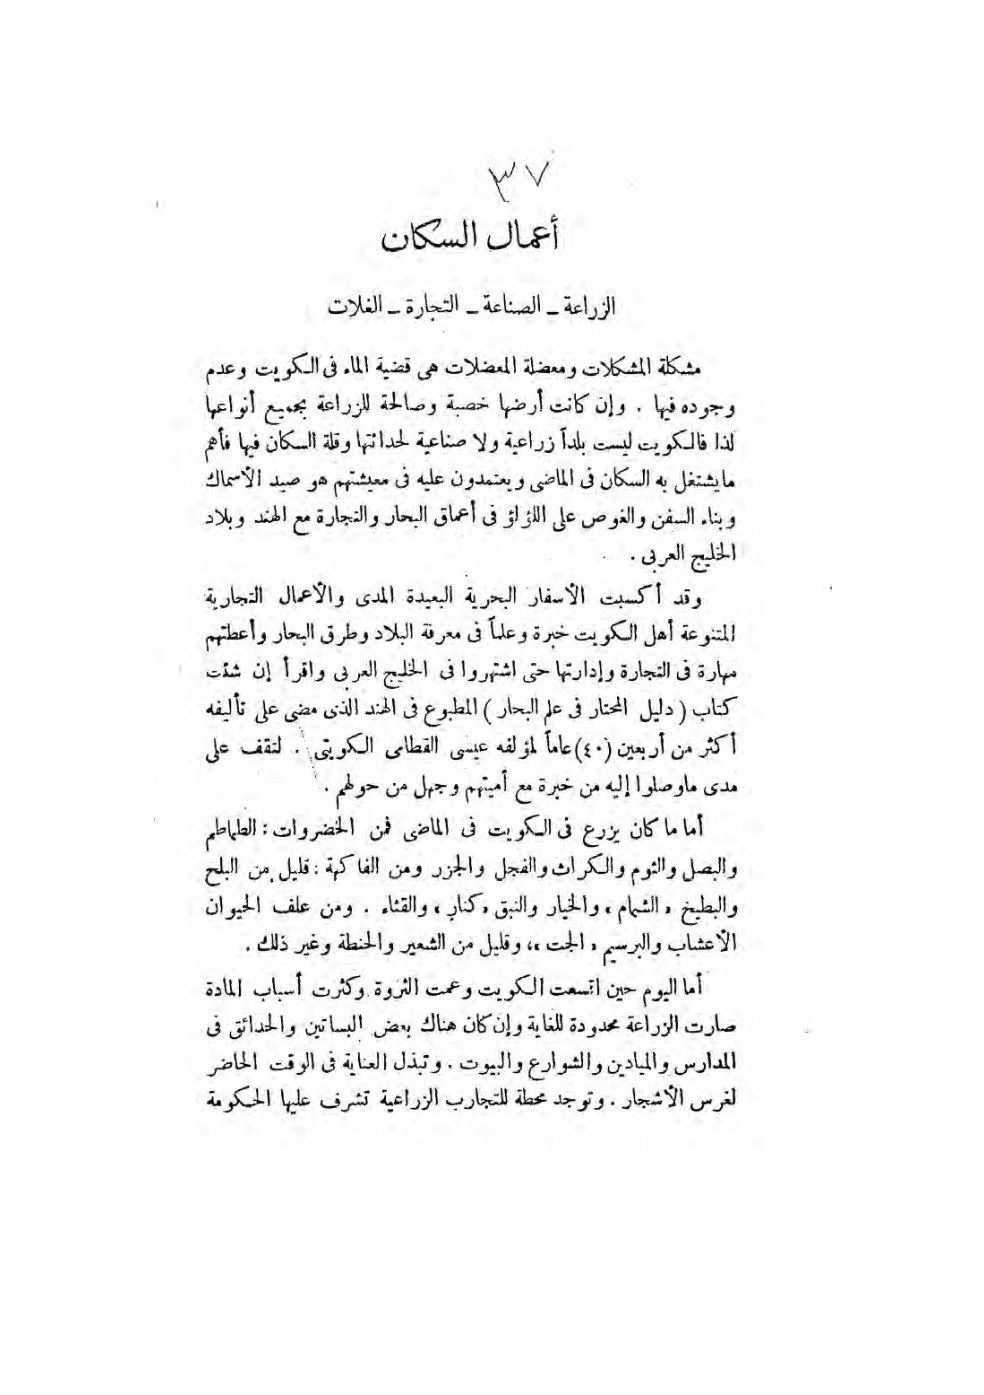 ٣٧
أعمال السكان
الزراعة ــ الصناعة ــ التجارة ــ الغلات
مشكلة المشكلات ومعضلة المعضلات هى قضية الماء فى الكويت وعدم
وجوده فيها . وإن كانت أرضها خصبة وصالحة للزراعة بجميع أنواعها
لذا فالكويت ليست بلداً زراعية ولا صناعية لحداثتها وقلة السكان فيها فأهم
مايشتغل به السكان فى الماضى ويعتمدون عليه فى معيشتهم هو صيد الأسماك
وبناء السفن والغوص على اللؤلؤ فى أعماق البحار والتجارة مع الهند وبلاد
الخليج العربى .
وقد أكسبت الأسفار البحرية البعيدة المدى والأعمال التجارية
المتنوعة أهل الكويت خبرة وعلماً فى معرفة البلاد وطرق البحار وأعطتهم
مهارة فى التجارة وإدارتها حتى اشتهروا فى الخليج العربى واقرأ إن شئت
كتاب ( دليل المحتار فى علم البحار ) المطبوع فى الهند الذى مضى على تأليفه
أكثر من أربعين (٤٠) عاماً لمؤلفه عيسى القطامى الكويتى . لتقف على
مدى ماوصلوا إليه من خبرة مع أميتهم وجهل من حولهم .
أما ما كان يزرع فى الكويت فى الماضى فمن الخضروات : الطماطم
والبصل والثوم والكراث والفجل والجزر ومن الفاكهة : قليل من البلح
والبطيخ « الشمام » والخيار والنبق « كنار » والقثاء . ومن علف الحيوان
الأعشاب والبرسيم « الجت »، وقليل من الشعير والحنطة وغير ذلك .
أما اليوم حين اتسعت الكويت وعمت الثروة وكثرت أسباب المادة
صارت الزراعة محدودة للغاية وإن كان هناك بعض البساتين والحدائق فى
المدارس والميادين والشوارع والبيوت . وتبذل العناية فى الوقت الحاضر
لغرس الأشجار . وتوجد محطة للتجارب الزراعية تشرف عليها الحكومة